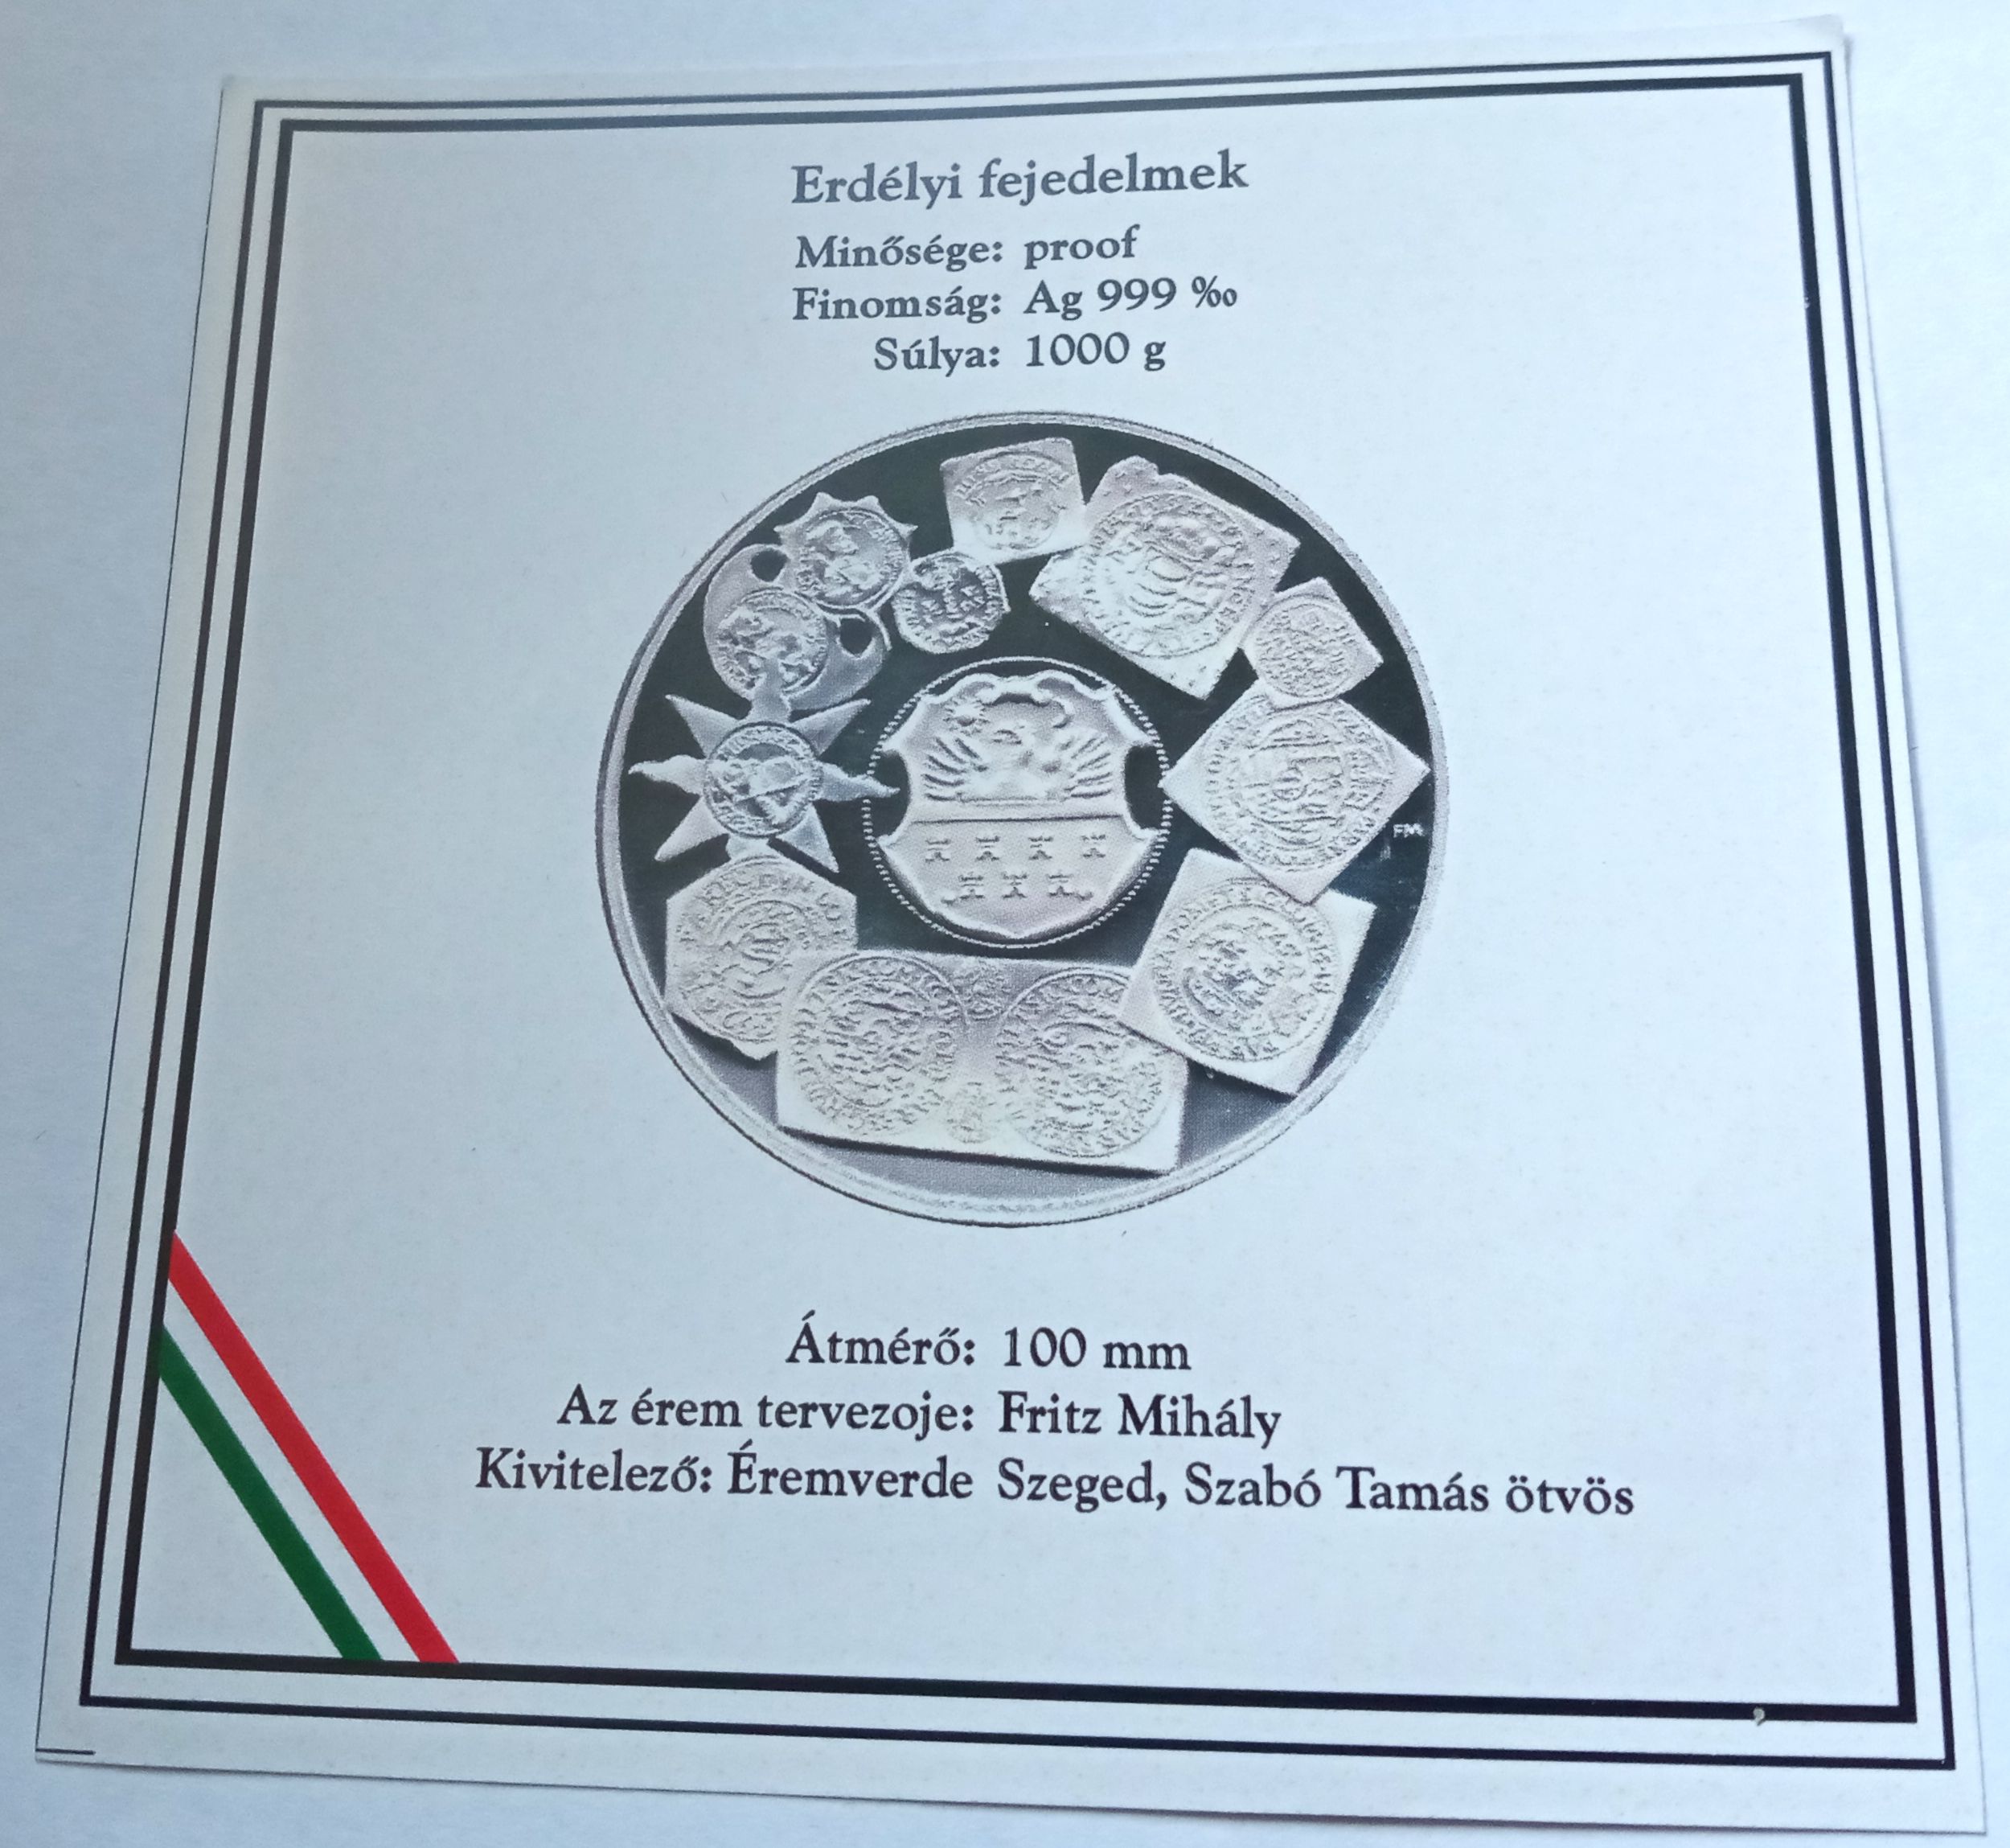 Erdélyi fejedelmek
Minősége: proof
Finomság: Ag 999 ‰
Súlya: 1000 g
FM
Átmérő: 100 mm
Az érem tervezoje: Fritz Mihály
Kivitelező: Éremverde Szeged, Szabó Tamás ötvös